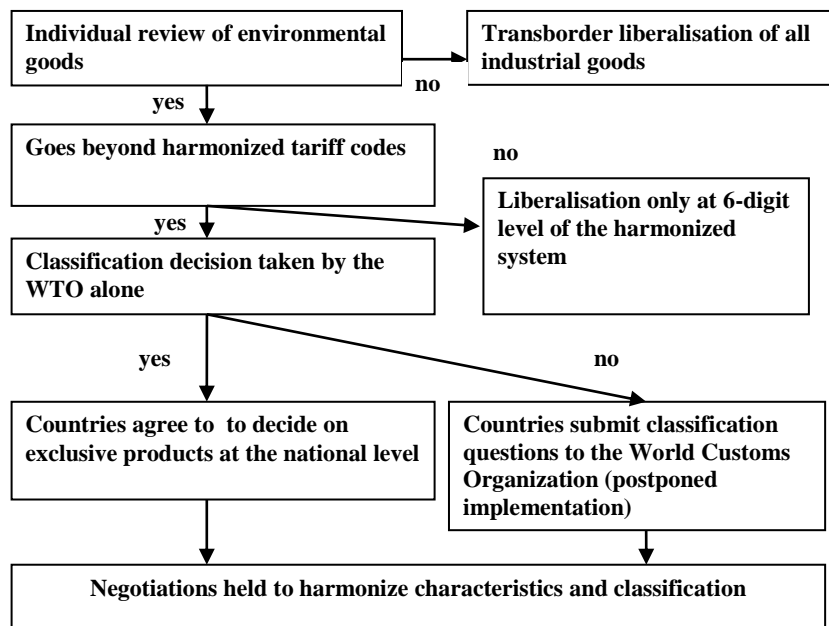 Individual review of environmental
goods
Transborder liberalisation of all
industrial goods
no
yes
Goes beyond harmonized tariff codes
no
Liberalisation only at 6-digit
level of the harmonized
system
yes
Classification decision taken by the
WTO alone
yes
no
Countries agree to to decide on
exclusive products at the national level
Countries submit classification
questions to the World Customs
Organization (postponed
implementation)
Negotiations held to harmonize characteristics and classification